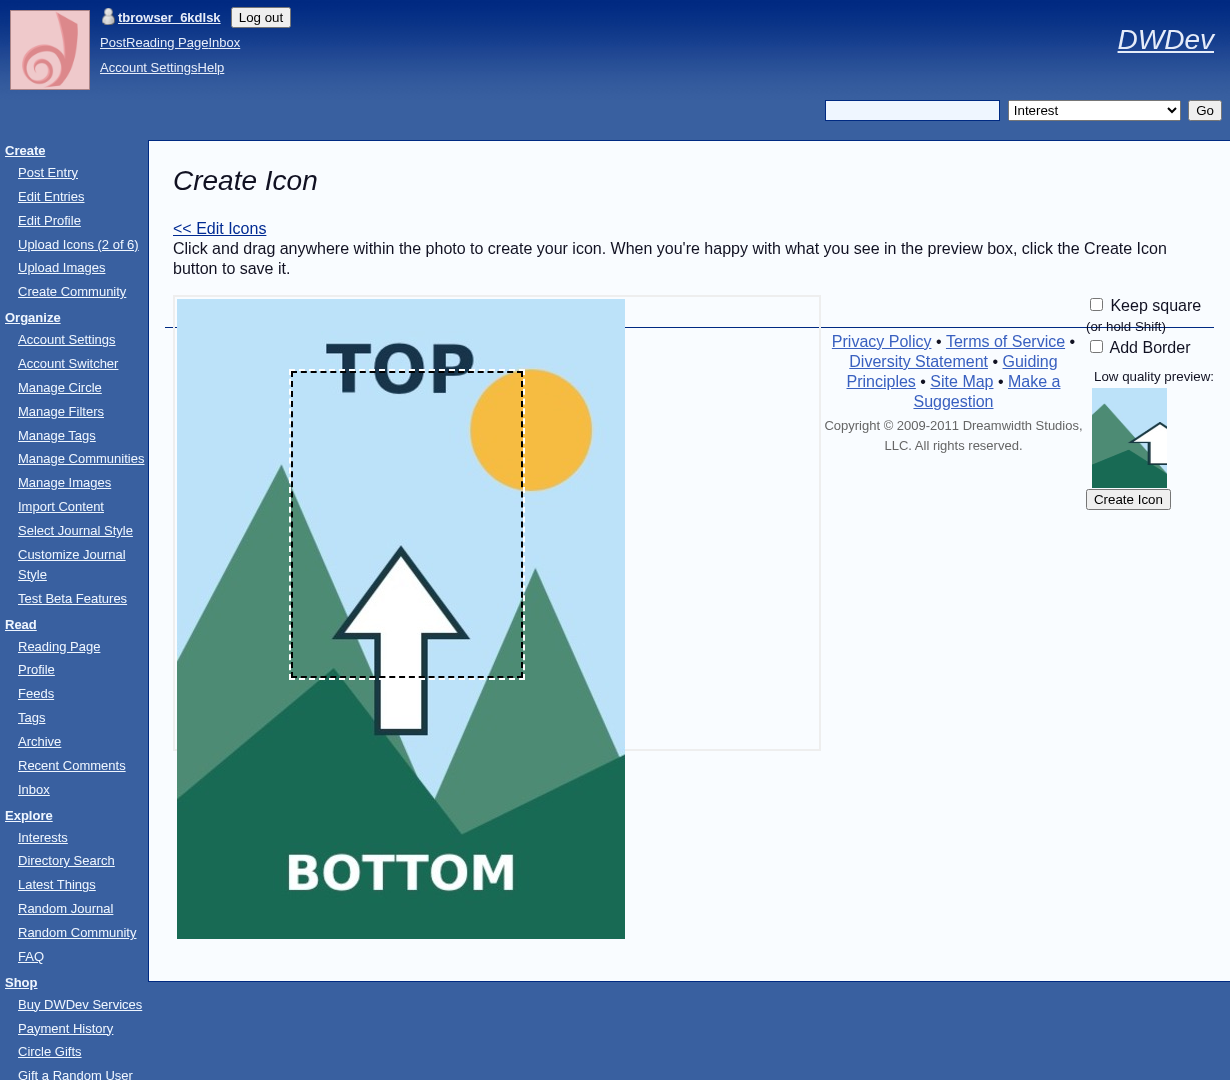 tbrowser_6kdlsk Log out
PostReading PageInbox
Account SettingsHelp
DWDev
Interest Go
Create
Post Entry
Edit Entries
Edit Profile
Upload Icons (2 of 6)
Upload Images
Create Community
Organize
Account Settings
Account Switcher
Manage Circle
Manage Filters
Manage Tags
Manage Communities
Manage Images
Import Content
Select Journal Style
Customize Journal
Style
Test Beta Features
Read
Reading Page
Profile
Feeds
Tags
Archive
Recent Comments
Inbox
Explore
Interests
Directory Search
Latest Things
Random Journal
Random Community
FAQ
Shop
Buy DWDev Services
Payment History
Circle Gifts
Gift a Random User
Create Icon
<< Edit Icons
Click and drag anywhere within the photo to create your icon. When you're happy with what you see in the preview box, click the Create Icon
button to save it.
TOP
BOTTOM
Privacy Policy • Terms of Service •
Diversity Statement • Guiding
Principles • Site Map • Make a
Suggestion
Copyright © 2009-2011 Dreamwidth Studios,
LLC. All rights reserved.
Keep square
(or hold Shift)
Add Border
Low quality preview:
Create Icon